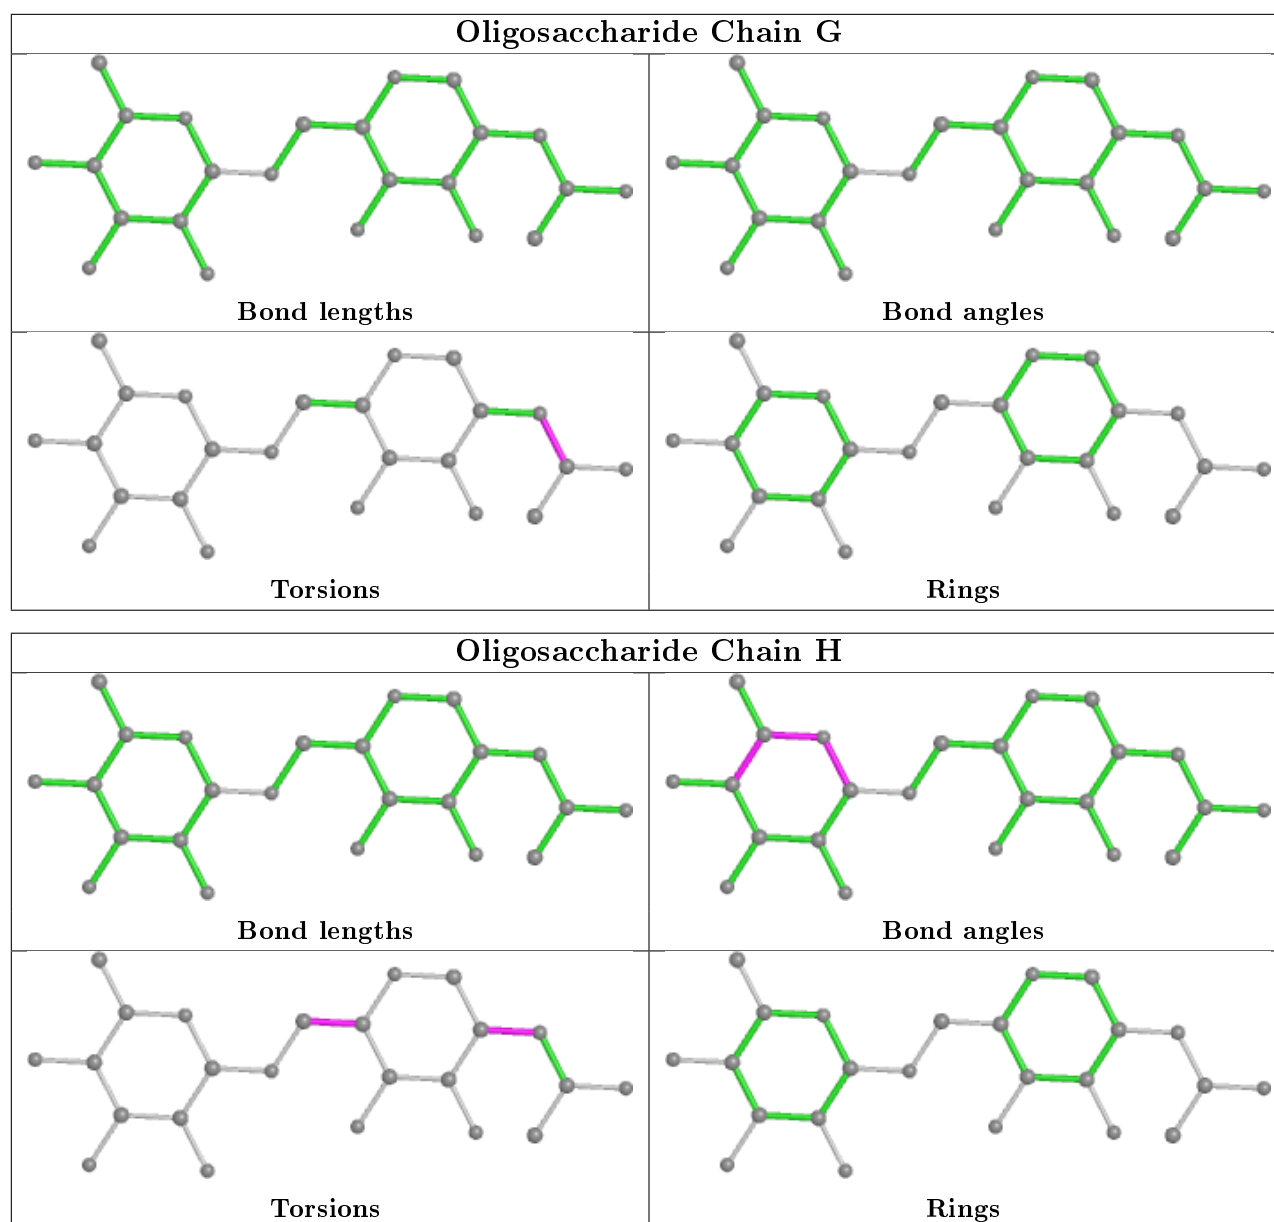 Oligosaccharide Chain G
Bond lengths
Bond angles
Torsions
Rings
Oligosaccharide Chain H
Bond lengths
Bond angles
Torsions
Rings